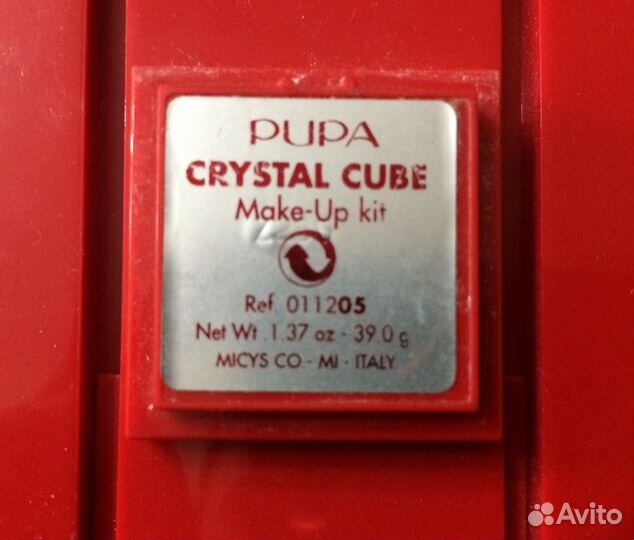 PUPA
CRYSTAL CUBE
Make-Up kit
Ref. 011205
Net Wt. 1.37 oz - 39.0 g
MICYS CO - MI - ITALY
Avito